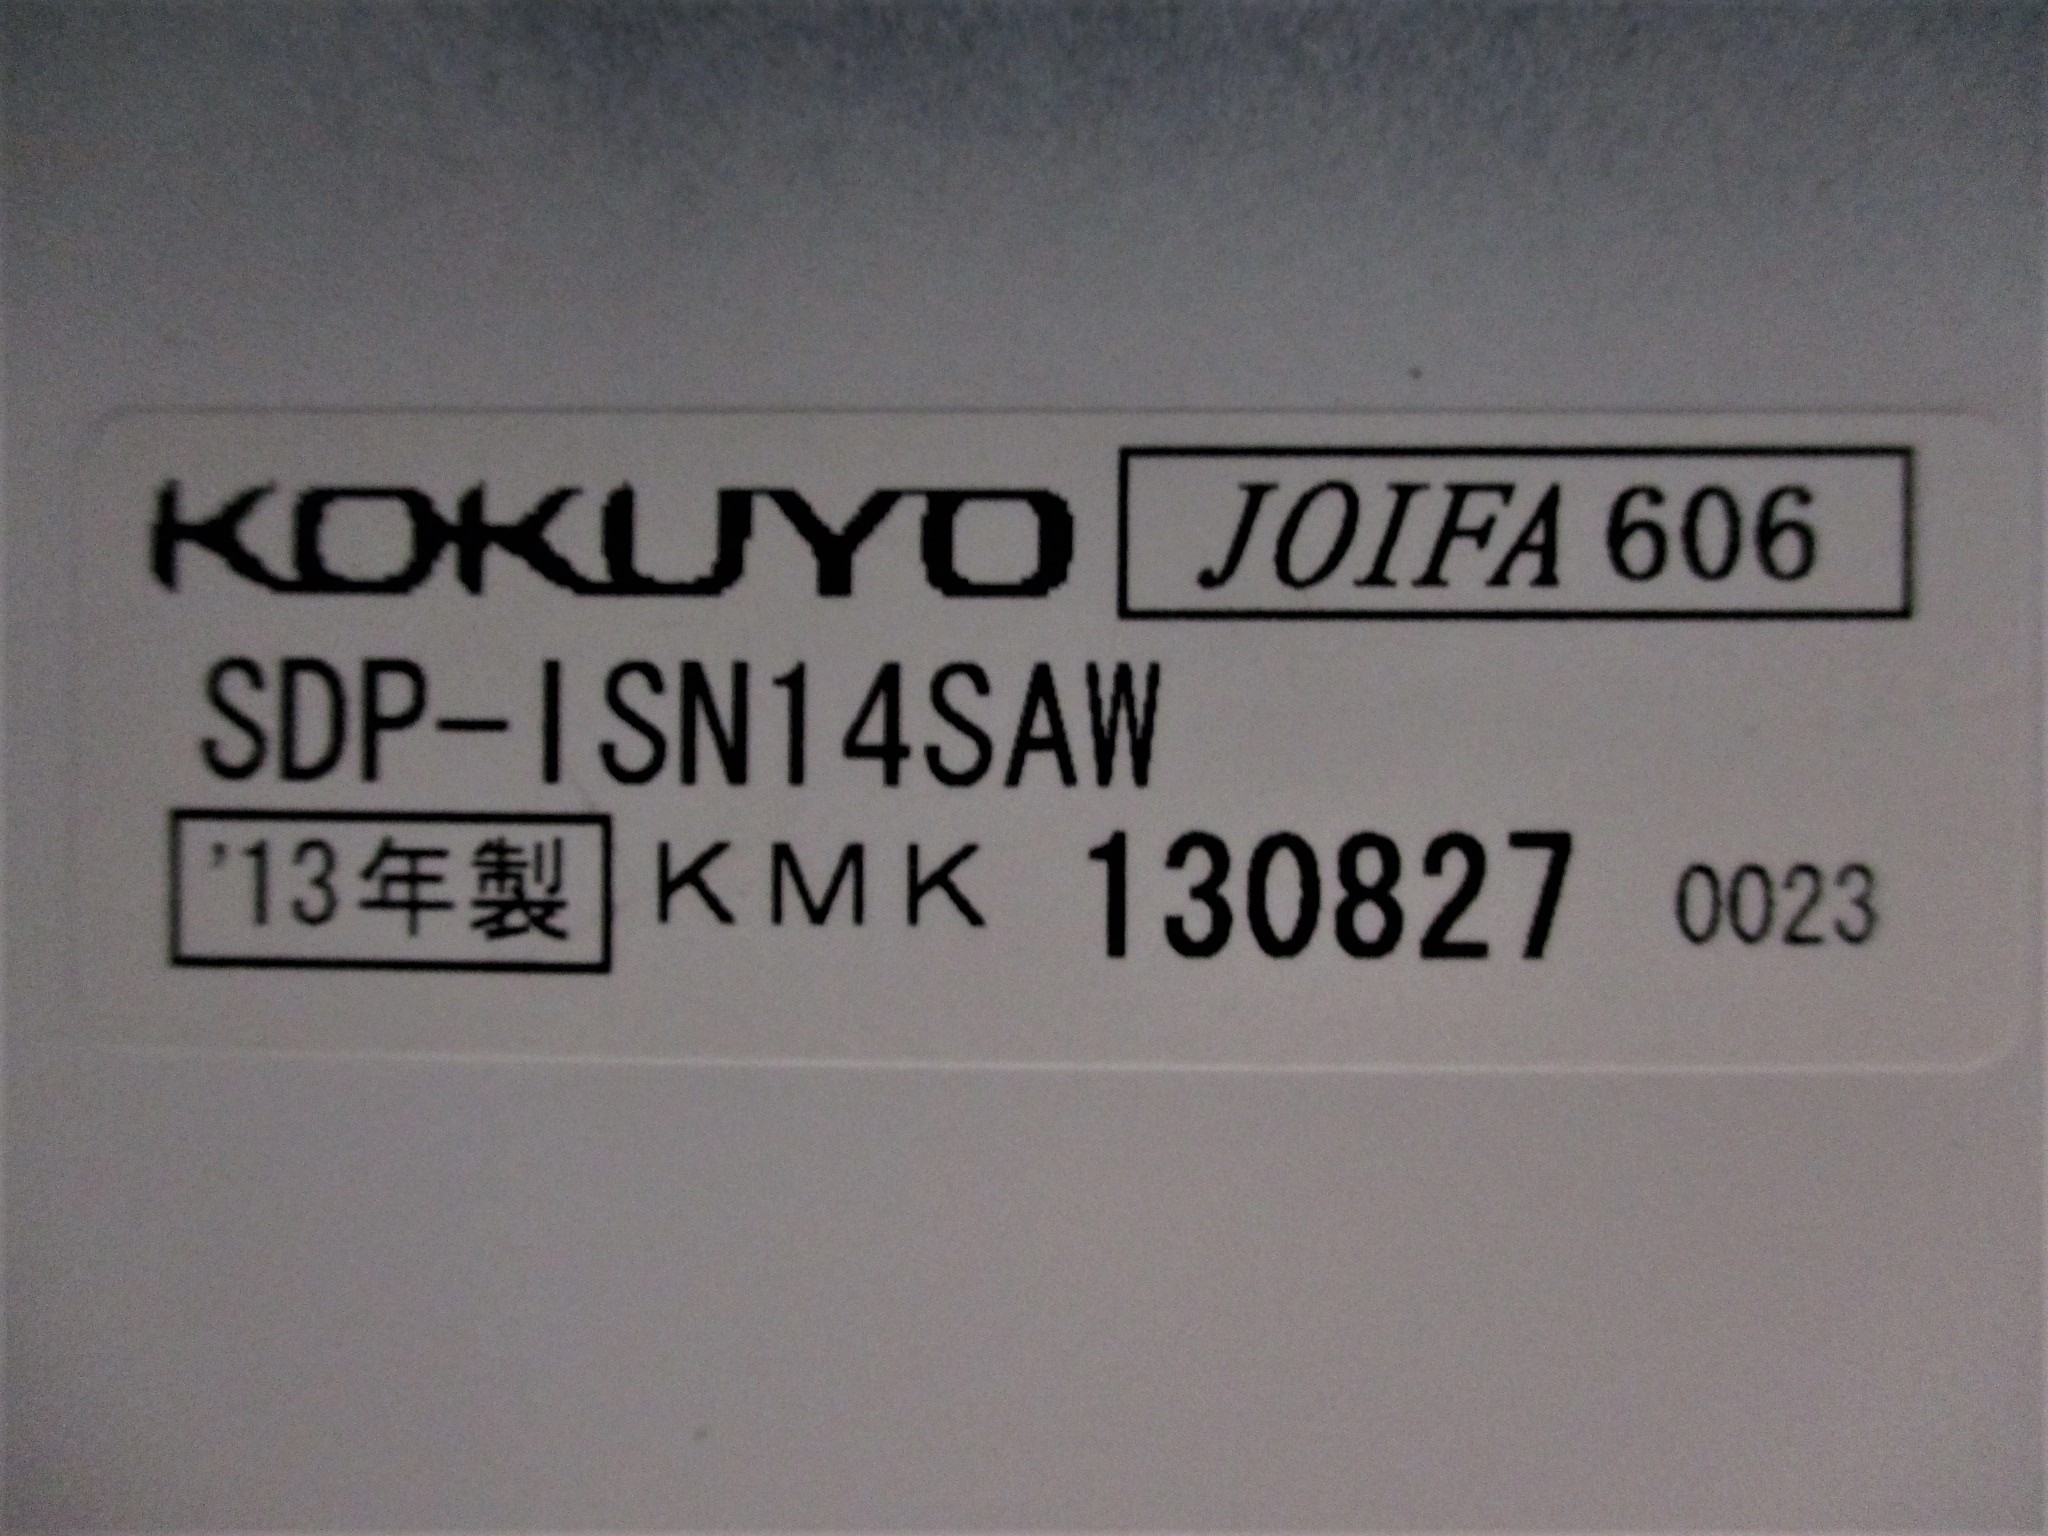 KOKUYO JOIFA 606
SDP-ISN14SAW
'13年製 KMK 130827 0023